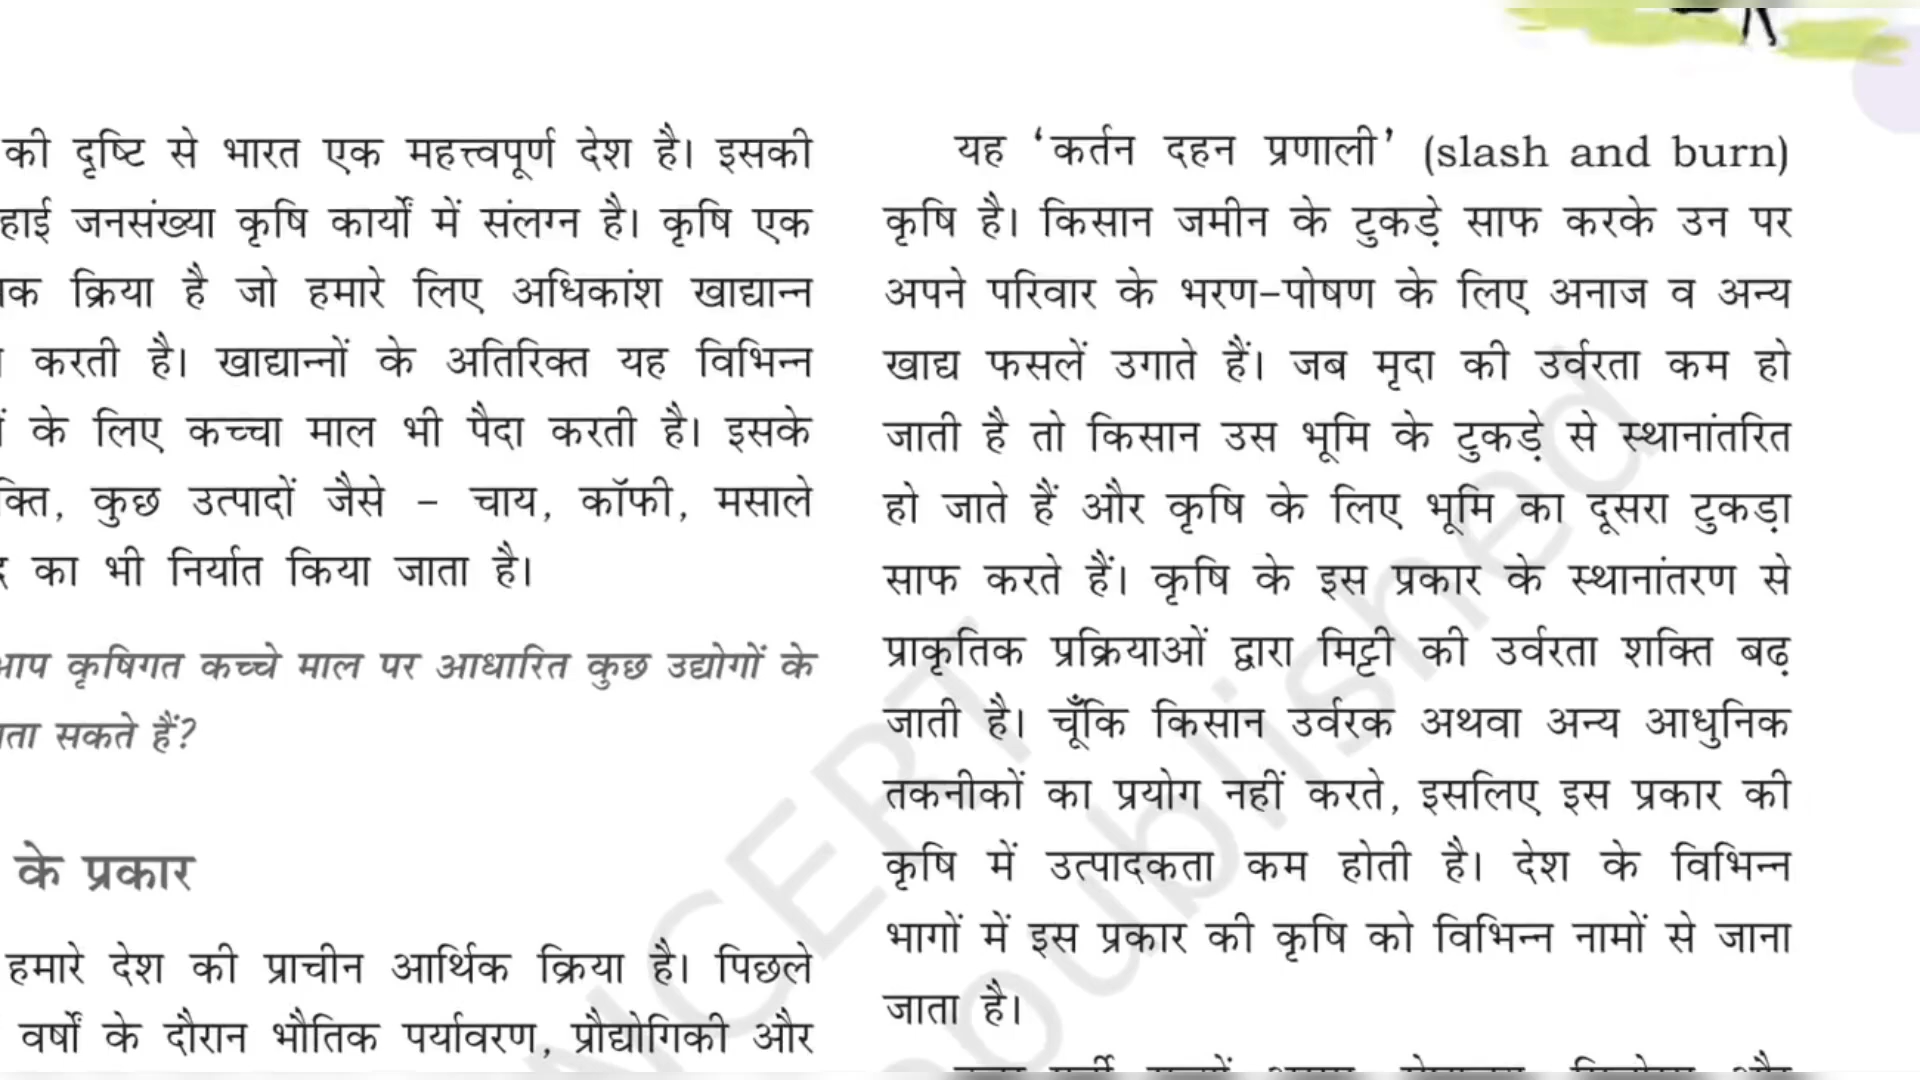 की दृष्टि से भारत एक महत्त्वपूर्ण देश है। इसकी
जनसंख्या कृषि कार्यों में संलग्न है। कृषि एक
क्रिया है जो हमारे लिए अधिकांश खाद्यान्न
करती है। खाद्यान्नों के अतिरिक्त यह विभिन्न
के लिए कच्चा माल भी पैदा करती है। इसके
कुछ उत्पादों जैसे – चाय, कॉफी, मसाले
का भी निर्यात किया जाता है।
कृषिगत कच्चे माल पर आधारित कुछ उद्योगों के
सकते हैं?
के प्रकार
हमारे देश की प्राचीन आर्थिक क्रिया है। पिछले
वर्षों के दौरान भौतिक पर्यावरण, प्रौद्योगिकी और
यह ‘कर्तन दहन प्रणाली’ (slash and burn)
कृषि है। किसान जमीन के टुकड़े साफ करके उन पर
अपने परिवार के भरण–पोषण के लिए अनाज व अन्य
खाद्य फसलें उगाते हैं। जब मृदा की उर्वरता कम हो
जाती है तो किसान उस भूमि के टुकड़े से स्थानांतरित
हो जाते हैं और कृषि के लिए भूमि का दूसरा टुकड़ा
साफ करते हैं। कृषि के इस प्रकार के स्थानांतरण से
प्राकृतिक प्रक्रियाओं द्वारा मिट्टी की उर्वरता शक्ति बढ़
जाती है। चूँकि किसान उर्वरक अथवा अन्य आधुनिक
तकनीकों का प्रयोग नहीं करते, इसलिए इस प्रकार की
कृषि में उत्पादकता कम होती है। देश के विभिन्न
भागों में इस प्रकार की कृषि को विभिन्न नामों से जाना
जाता है।
NCERT
published